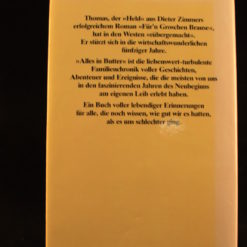 Thomas, der »Held« aus Dieter Zimmers
erfolgreichem Roman »Für'n Groschen Brause«,
hat in den Westen »rübergemacht«.
Er stürzt sich in die wirtschaftswunderlichen
fünfziger Jahre.
»Alles in Butter« ist die liebenswert-turbulente
Familienchronik voller Geschichten,
Abenteuer und Ereignisse, die die meisten von uns
in den faszinierenden Jahren des Neubeginns
am eigenen Leib erlebt haben.
Ein Buch voller lebendiger Erinnerungen
für alle, die noch wissen, wie gut wir es hatten,
als es uns schlechter ging.